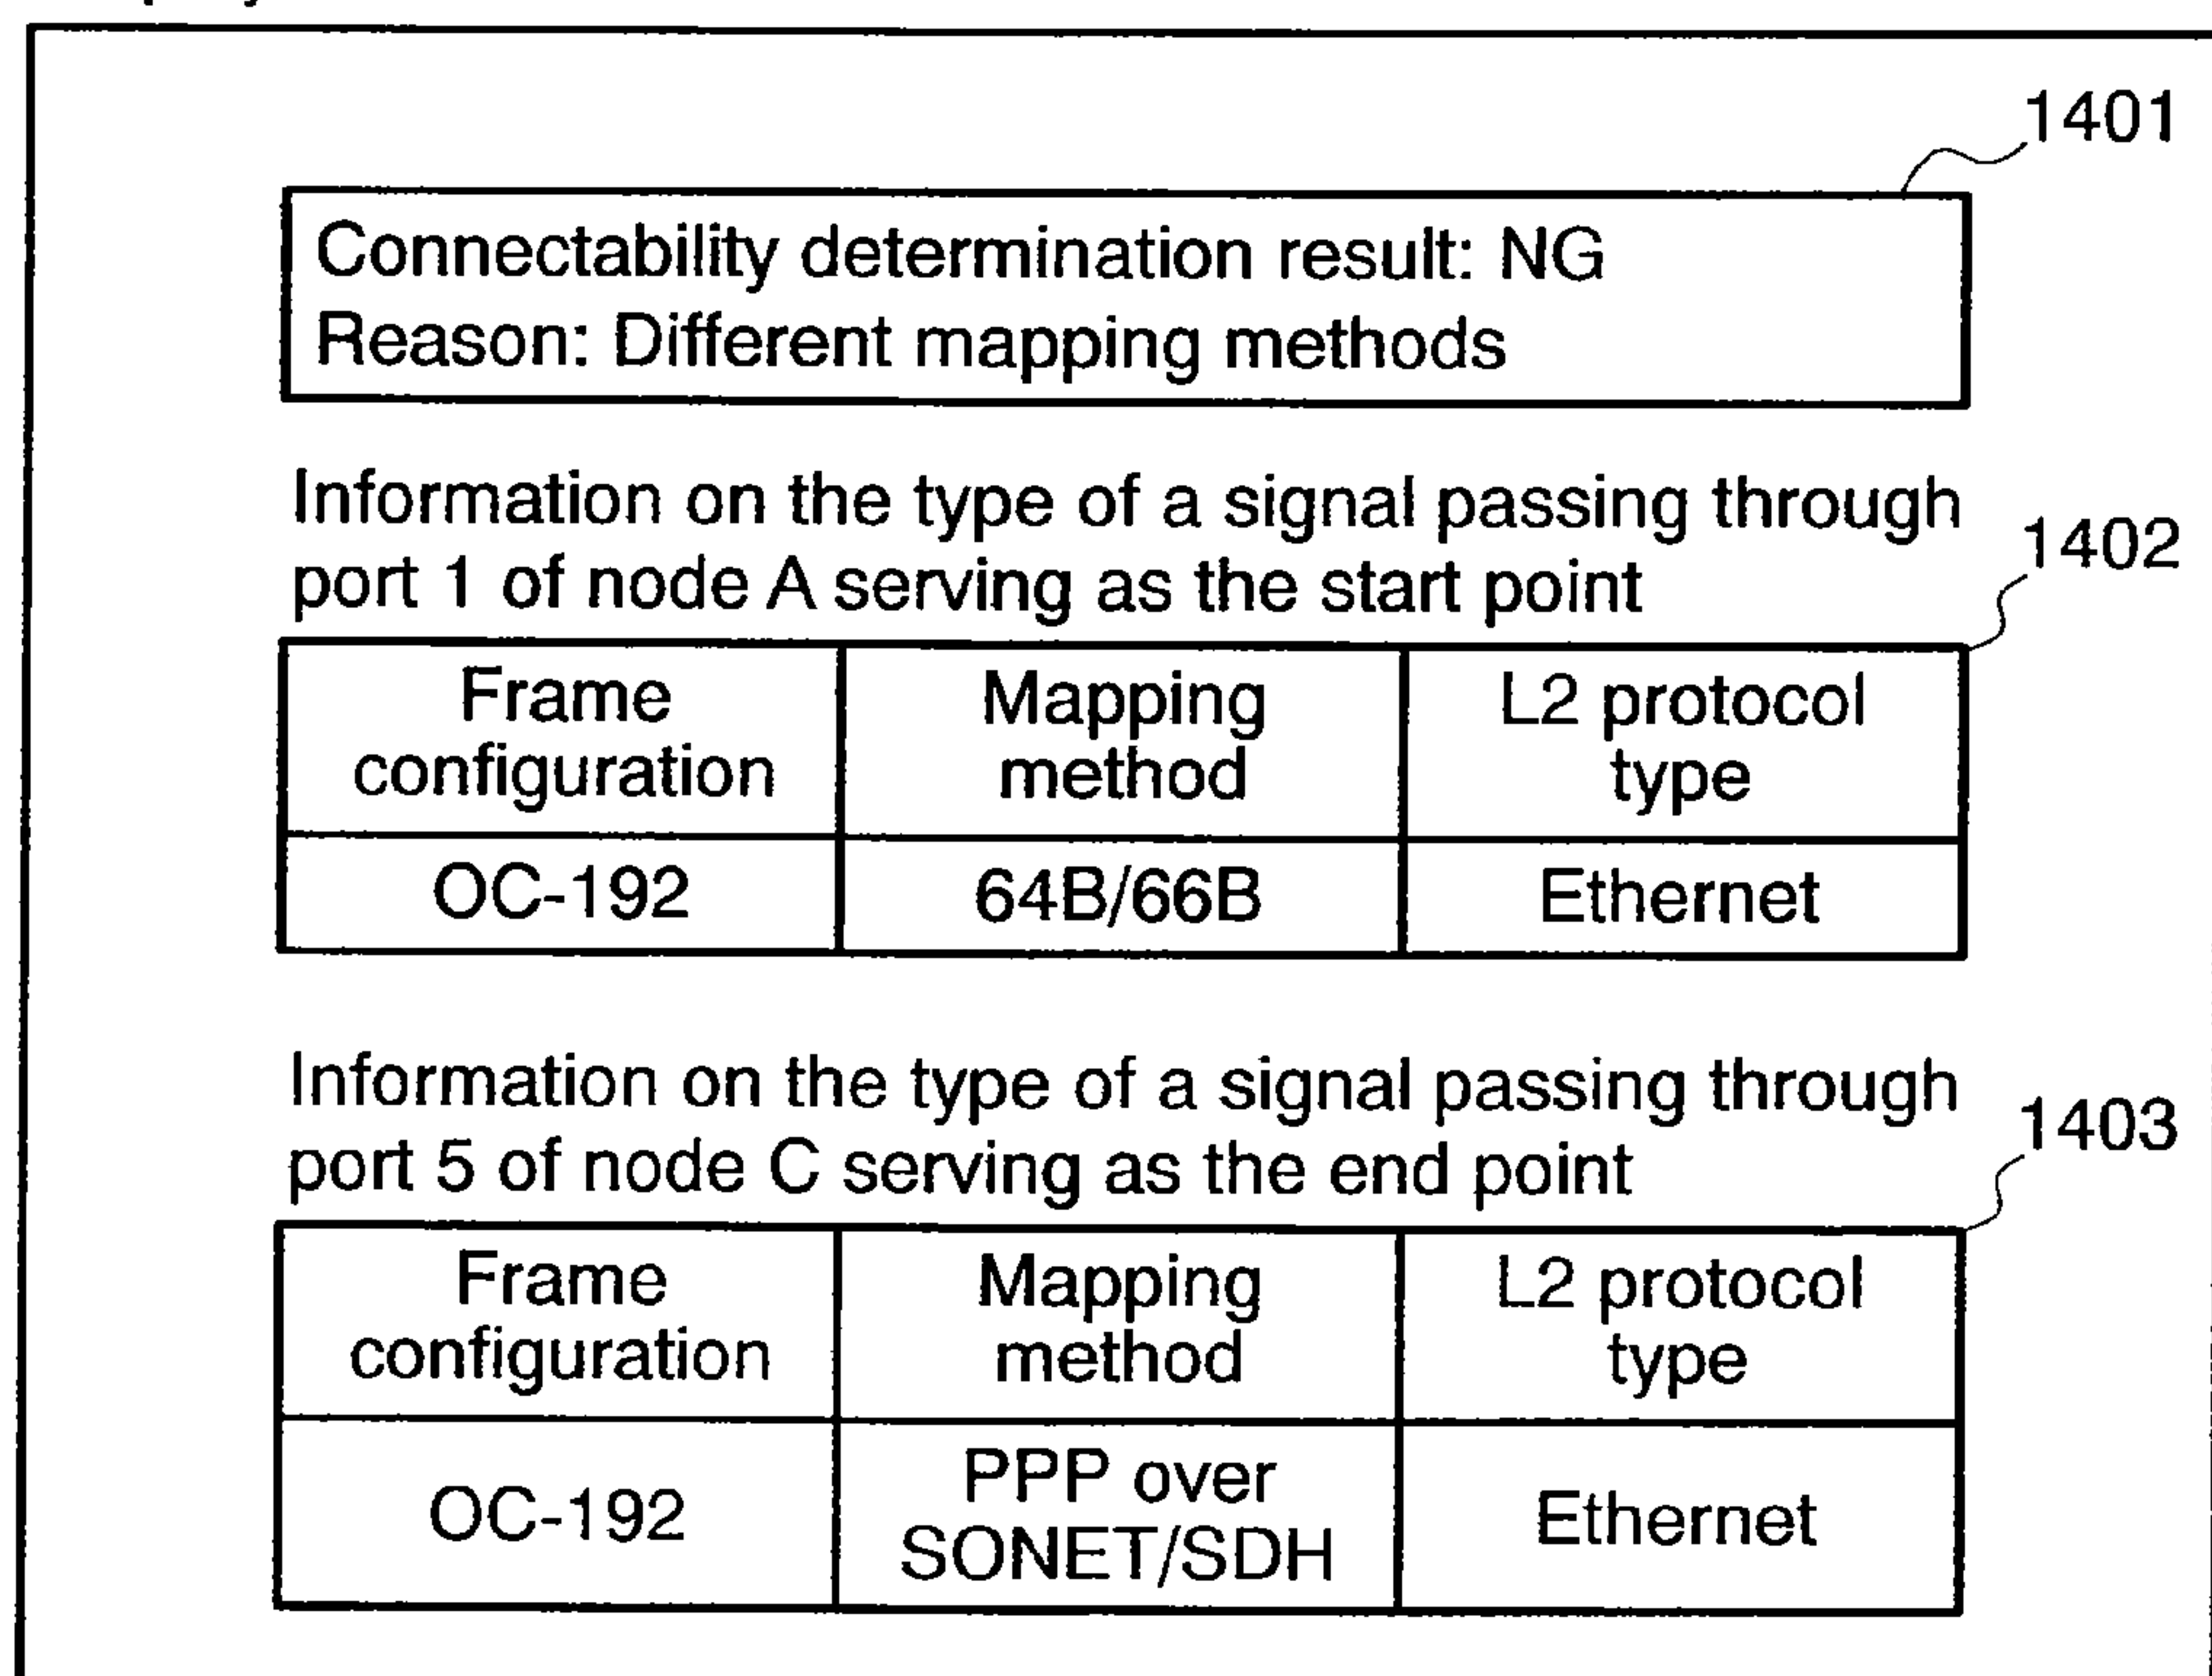 1401
Connectability determination result: NG
Reason: Different mapping methods
Information on the type of a signal passing through
port 1 of node A serving as the start point
1402
Frame configuration
Mapping method
L2 protocol type
OC-192
64B/66B
Ethernet
Information on the type of a signal passing through
port 5 of node C serving as the end point
1403
Frame configuration
Mapping method
L2 protocol type
OC-192
PPP over SONET/SDH
Ethernet